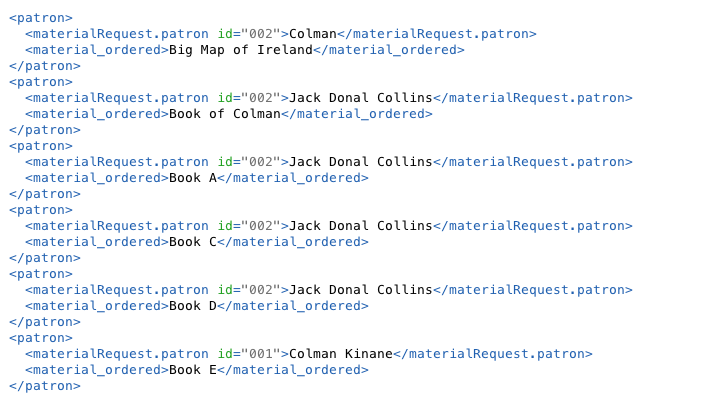 <patron>
  <materialRequest.patron id="002">Colman</materialRequest.patron>
  <material_ordered>Big Map of Ireland</material_ordered>
</patron>
<patron>
  <materialRequest.patron id="002">Jack Donal Collins</materialRequest.patron>
  <material_ordered>Book of Colman</material_ordered>
</patron>
<patron>
  <materialRequest.patron id="002">Jack Donal Collins</materialRequest.patron>
  <material_ordered>Book A</material_ordered>
</patron>
<patron>
  <materialRequest.patron id="002">Jack Donal Collins</materialRequest.patron>
  <material_ordered>Book C</material_ordered>
</patron>
<patron>
  <materialRequest.patron id="002">Jack Donal Collins</materialRequest.patron>
  <material_ordered>Book D</material_ordered>
</patron>
<patron>
  <materialRequest.patron id="001">Colman Kinane</materialRequest.patron>
  <material_ordered>Book E</material_ordered>
</patron>